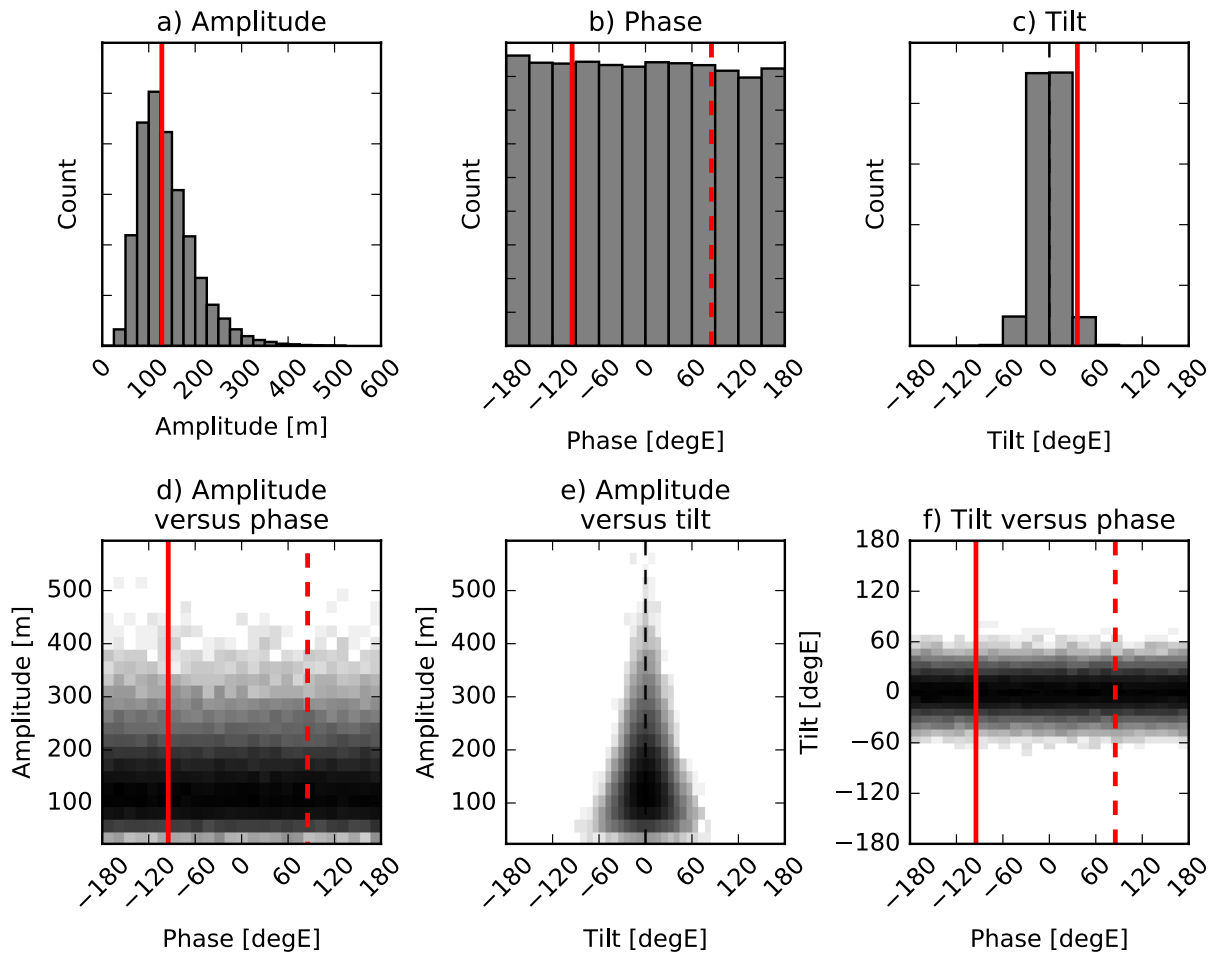 a) Amplitude
b) Phase
c) Tilt
Count
0
100
200
300
400
500
600
Amplitude [m]
Count
−180
−120
−60
0
60
120
180
Phase [degE]
Count
−180
−120
−60
0
60
120
180
Tilt [degE]
d) Amplitude
versus phase
Amplitude [m]
500
400
300
200
100
−180
−120
−60
0
60
120
180
Phase [degE]
e) Amplitude
versus tilt
Amplitude [m]
500
400
300
200
100
−180
−120
−60
0
60
120
180
Tilt [degE]
f) Tilt versus phase
Tilt [degE]
180
120
60
0
−60
−120
−180
−180
−120
−60
0
60
120
180
Phase [degE]